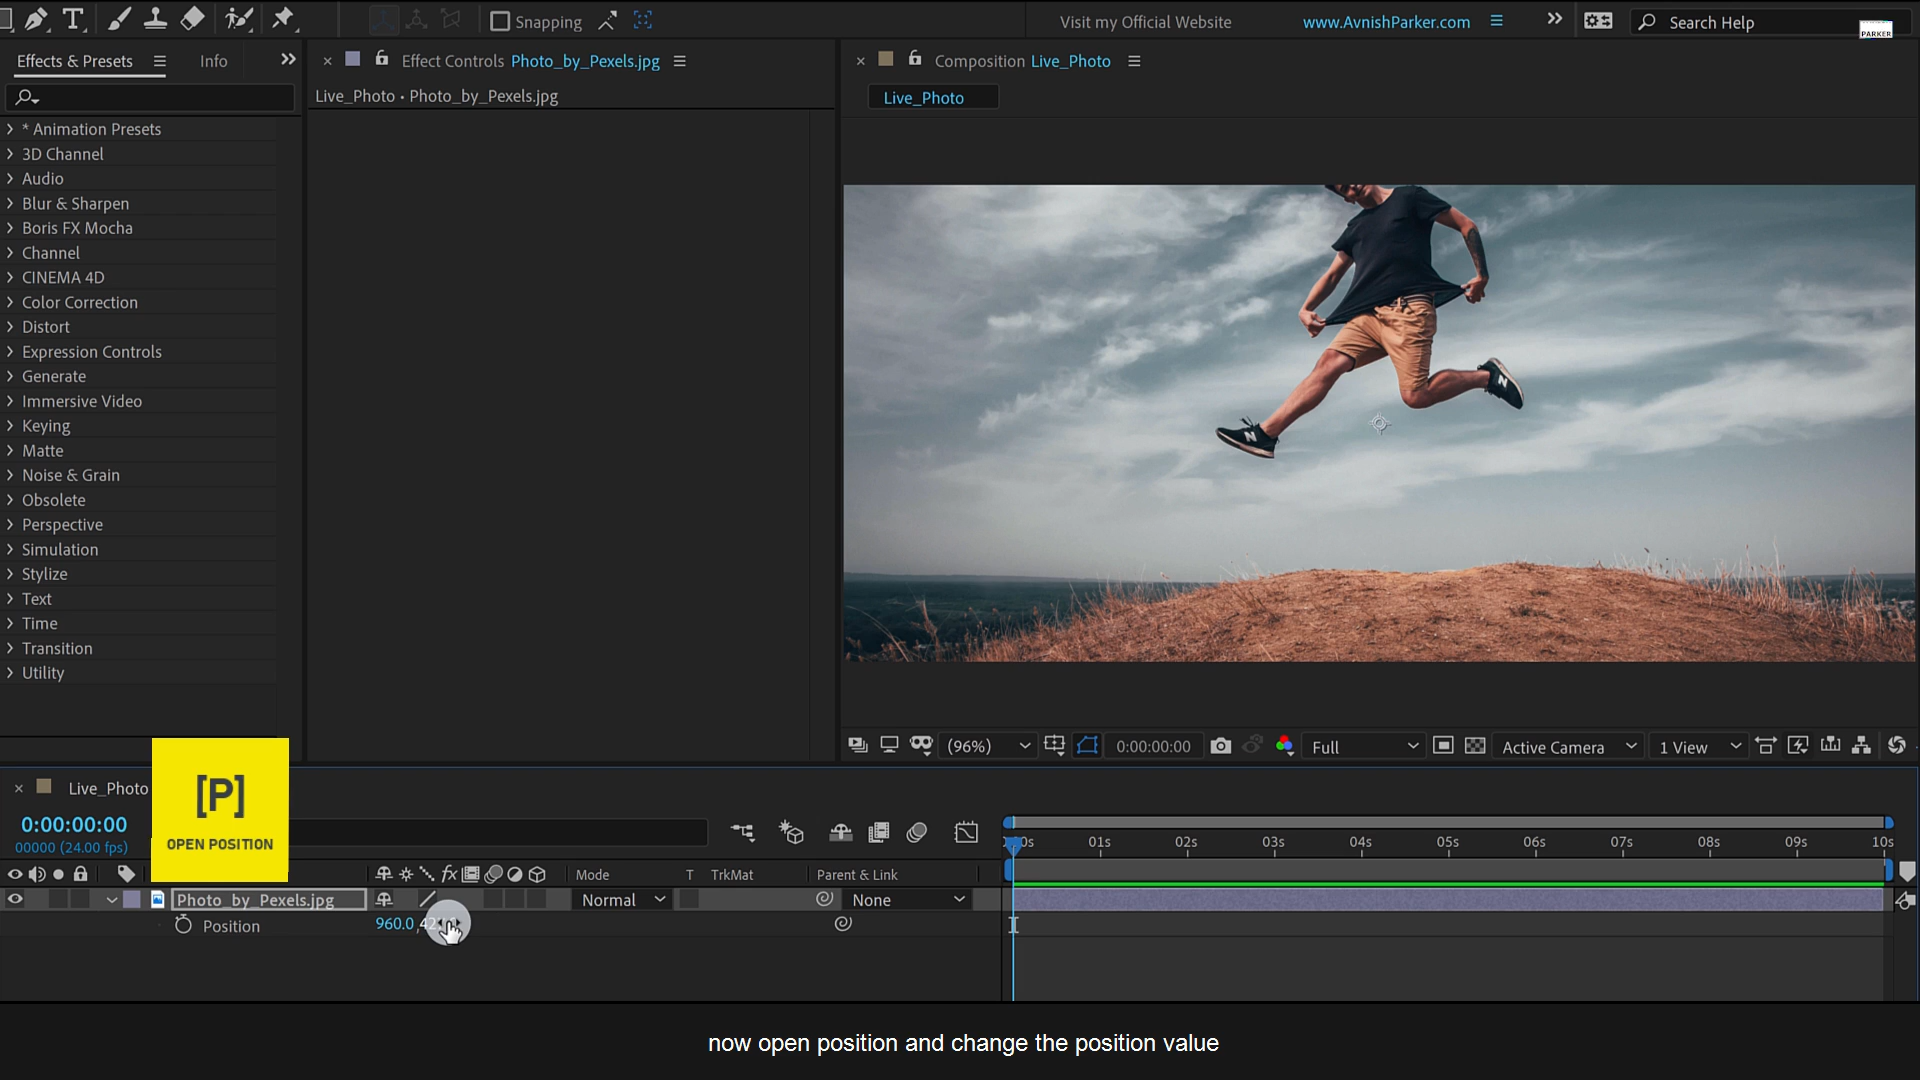 T
Snapping
Visit my Official Website
www.AvnishParker.com
Search Help
PARKER
Effects & Presets
Info
Effect Controls Photo_by_Pexels.jpg
Composition Live_Photo
Live_Photo • Photo_by_Pexels.jpg
Live_Photo
* Animation Presets
3D Channel
Audio
Blur & Sharpen
Boris FX Mocha
Channel
CINEMA 4D
Color Correction
Distort
Expression Controls
Generate
Immersive Video
Keying
Matte
Noise & Grain
Obsolete
Perspective
Simulation
Stylize
Text
Time
Transition
Utility
N
N
(96%)
0:00:00:00
Full
Active Camera
1 View
Live_Photo
[P]
OPEN POSITION
0:00:00:00
00000 (24.00 fps)
01s 02s 03s 04s 05s 06s 07s 08s 09s 10s
fx
Mode
T
TrkMat
Parent & Link
Photo_by_Pexels.jpg
Normal
None
Position
960.0
now open position and change the position value